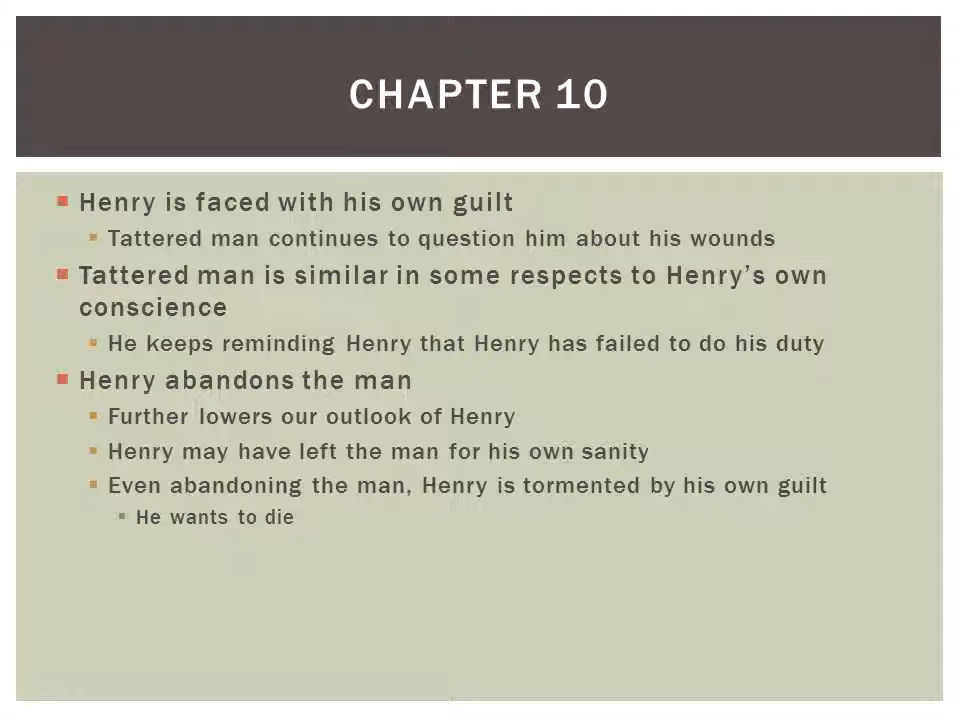 CHAPTER 10
Henry is faced with his own guilt
Tattered man continues to question him about his wounds
Tattered man is similar in some respects to Henry’s own
conscience
He keeps reminding Henry that Henry has failed to do his duty
Henry abandons the man
Further lowers our outlook of Henry
Henry may have left the man for his own sanity
Even abandoning the man, Henry is tormented by his own guilt
He wants to die